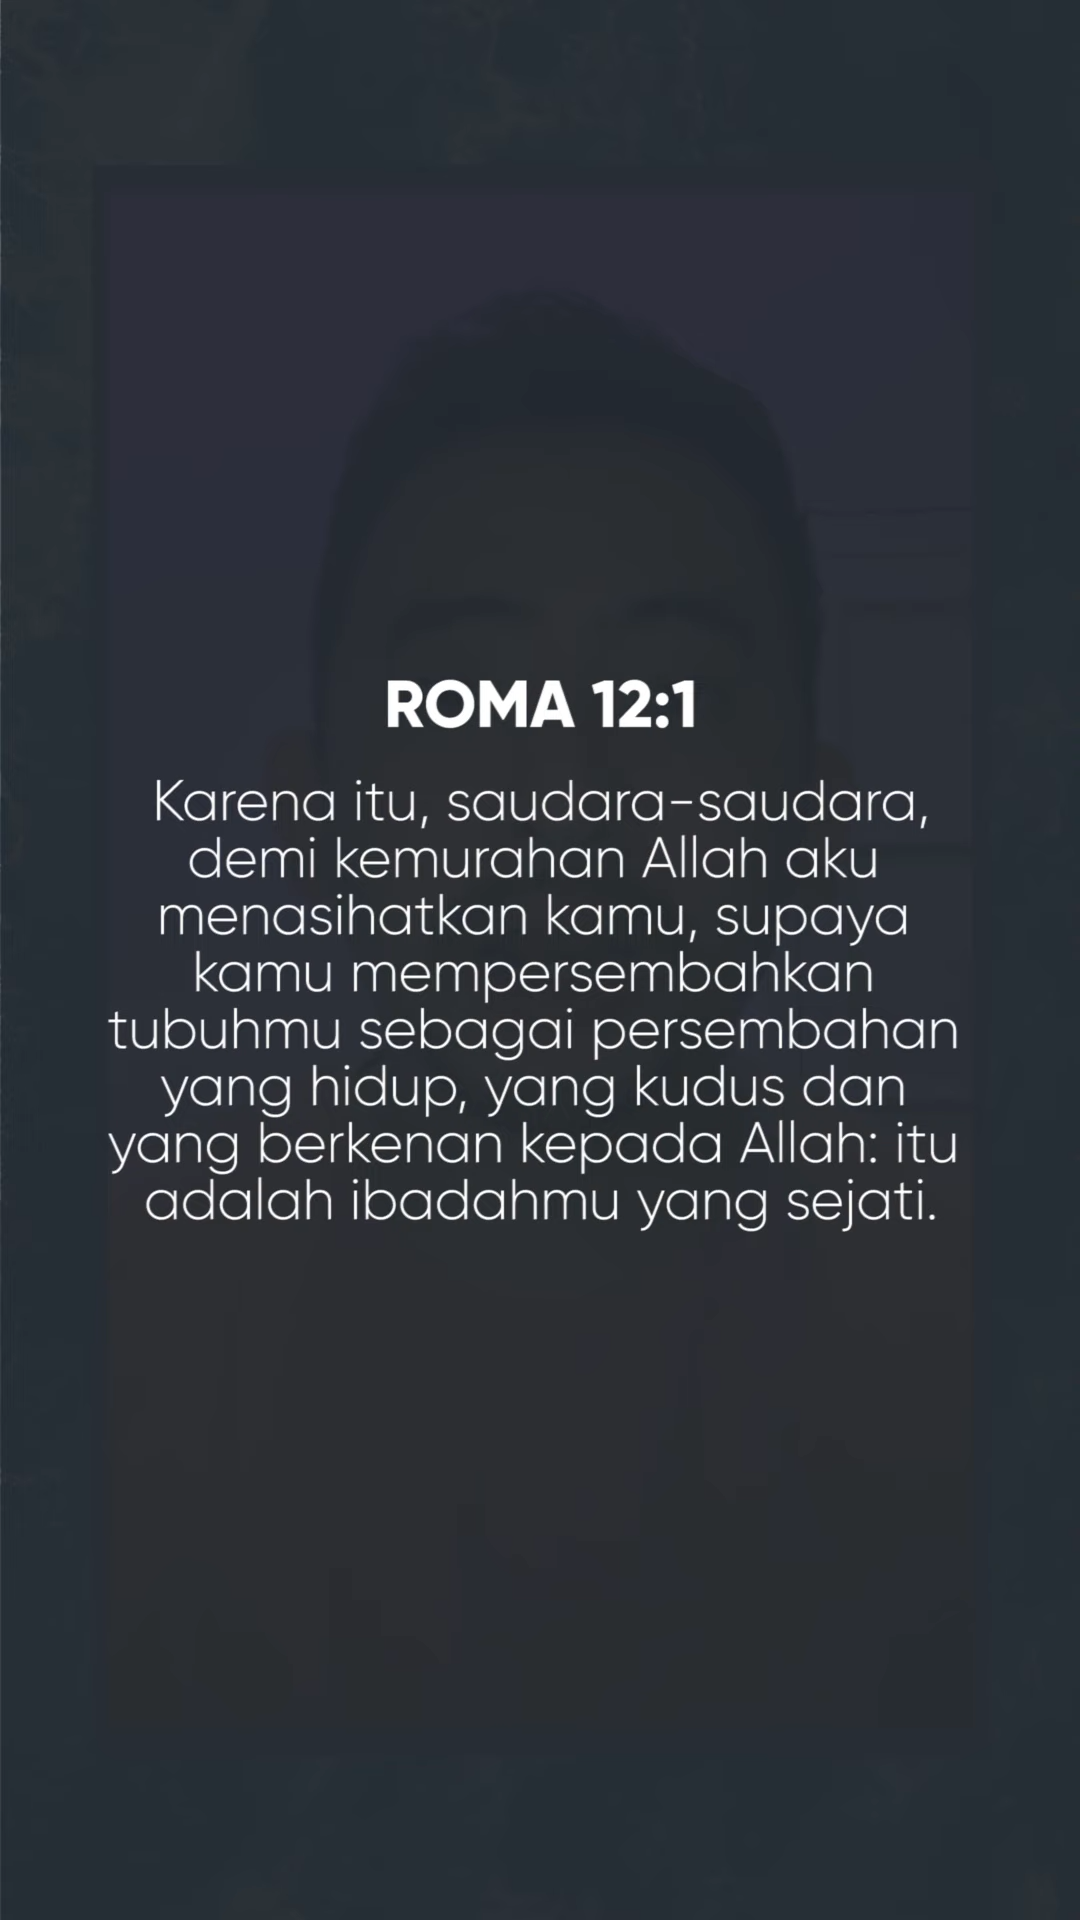 ROMA 12:1
Karena itu, saudara-saudara,
demi kemurahan Allah aku
menasihatkan kamu, supaya
kamu mempersembahkan
tubuhmu sebagai persembahan
yang hidup, yang kudus dan
yang berkenan kepada Allah: itu
adalah ibadahmu yang sejati.